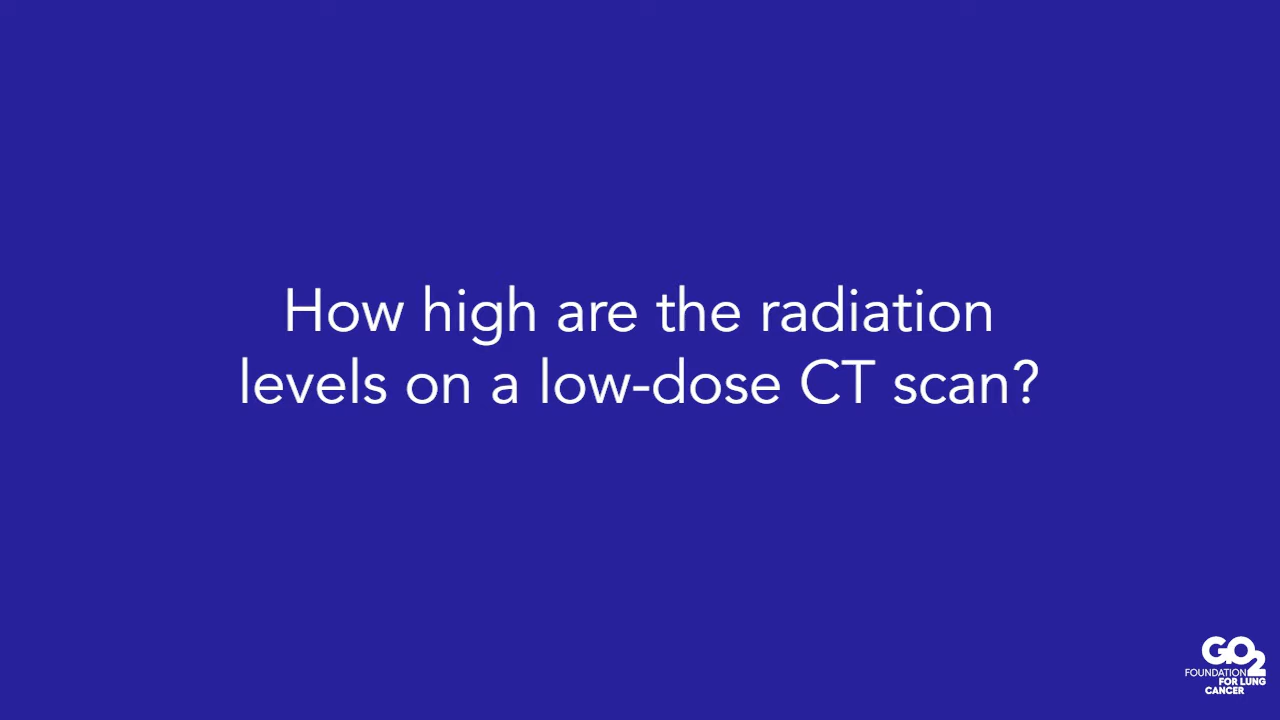 How high are the radiation
levels on a low-dose CT scan?
GO2
FOUNDATION
FOR LUNG
CANCER